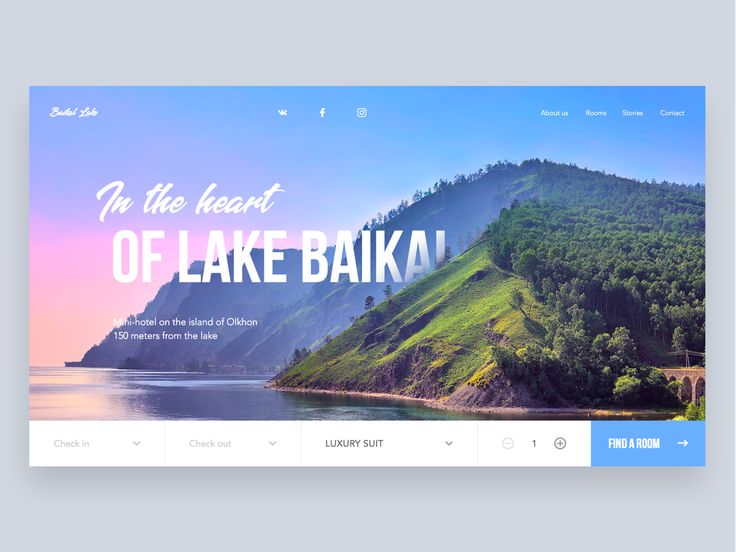 Baikal Lake
About us
Rooms
Stories
Contact
In the heart
OF LAKE BAIKAL
Mini-hotel on the island of Olkhon
150 meters from the lake
Check in
Check out
LUXURY SUIT
1
FIND A ROOM